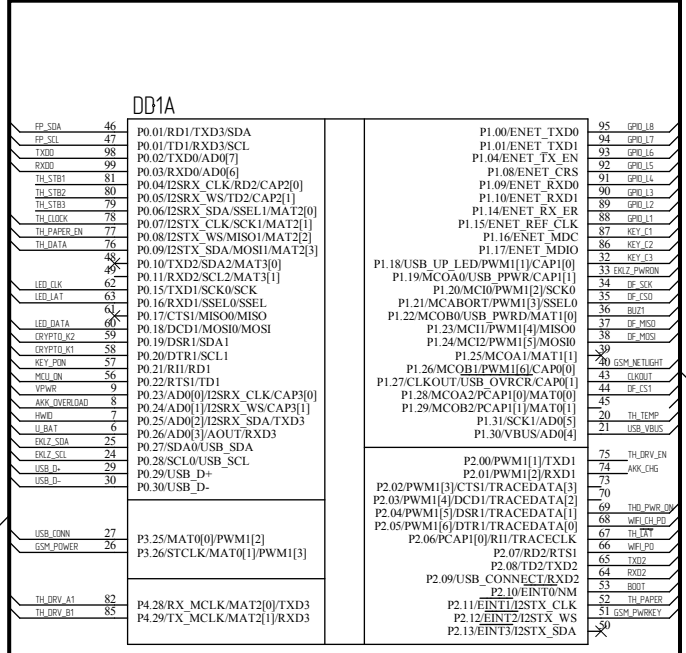 DD1A
FP_SDA 46 P0.01/RD1/TXD3/SDA
FP_SCL 47 P0.01/TD1/RXD3/SCL
TXD0 98 P0.02/TXD0/AD0[7]
RXD0 99 P0.03/RXD0/AD0[6]
TH_STB1 81 P0.04/I2SRX_CLK/RD2/CAP2[0]
TH_STB2 80 P0.05/I2SRX_WS/TD2/CAP2[1]
TH_STB3 79 P0.06/I2SRX_SDA/SSEL1/MAT2[0]
TH_CLOCK 78 P0.07/I2STX_CLK/SCK1/MAT2[1]
TH_PAPER_EN 77 P0.08/I2STX_WS/MISO1/MAT2[2]
TH_DATA 76 P0.09/I2STX_SDA/MOSI1/MAT2[3]
48 P0.10/TXD2/SDA2/MAT3[0]
49 P0.11/RXD2/SCL2/MAT3[1]
LED_CLK 62 P0.15/TXD1/SCK0/SCK
LED_LAT 63 P0.16/RXD1/SSEL0/SSEL
61 P0.17/CTS1/MISO0/MISO
LED_DATA 60 P0.18/DCD1/MOSI0/MOSI
CRYPTO_K2 59 P0.19/DSR1/SDA1
CRYPTO_K1 58 P0.20/DTR1/SCL1
KEY_PON 57 P0.21/RI1/RD1
MCU_ON 56 P0.22/RTS1/TD1
VPWR 9 P0.23/AD0[0]/I2SRX_CLK/CAP3[0]
AKK_OVERLOAD 8 P0.24/AD0[1]/I2SRX_WS/CAP3[1]
HWID 7 P0.25/AD0[2]/I2SRX_SDA/TXD3
U_BAT 6 P0.26/AD0[3]/AOUT/RXD3
EKLZ_SDA 25 P0.27/SDA0/USB_SDA
EKLZ_SCL 24 P0.28/SCL0/USB_SCL
USB_D+ 29 P0.29/USB_D+
USB_D- 30 P0.30/USB_D-
USB_CONN 27 P3.25/MAT0[0]/PWM1[2]
GSM_POWER 26 P3.26/STCLK/MAT0[1]/PWM1[3]
TH_DRV_A1 82 P4.28/RX_MCLK/MAT2[0]/TXD3
TH_DRV_B1 85 P4.29/TX_MCLK/MAT2[1]/RXD3
P1.00/ENET_TXD0 95 GPIO_L8
P1.01/ENET_TXD1 94 GPIO_L7
P1.04/ENET_TX_EN 93 GPIO_L6
P1.08/ENET_CRS 92 GPIO_L5
P1.09/ENET_RXD0 91 GPIO_L4
P1.10/ENET_RXD1 90 GPIO_L3
P1.14/ENET_RX_ER 89 GPIO_L2
P1.15/ENET_REF_CLK 88 GPIO_L1
P1.16/ENET_MDC 87 KEY_C1
P1.17/ENET_MDIO 86 KEY_C2
P1.18/USB_UP_LED/PWM1[1]/CAP1[0] 32 KEY_C3
P1.19/MCOA0/USB_PPWR/CAP1[1] 33 EKLZ_PWRON
P1.20/MCI0/PWM1[2]/SCK0 34 DF_SCK
P1.21/MCABORT/PWM1[3]/SSEL0 35 DF_CS0
P1.22/MCOB0/USB_PWRD/MAT1[0] 36 BUZ1
P1.23/MCI1/PWM1[4]/MISO0 37 DF_MISO
P1.24/MCI2/PWM1[5]/MOSI0 38 DF_MOSI
P1.25/MCOA1/MAT1[1] 39
P1.26/MCOB1/PWM1[6]/CAP0[0] 40 GSM_NETLIGHT
P1.27/CLKOUT/USB_OVRCR/CAP0[1] 43 CLKOUT
P1.28/MCOA2/PCAP1[0]/MAT0[0] 44 DF_CS1
P1.29/MCOB2/PCAP1[1]/MAT0[1] 45
P1.31/SCK1/AD0[5] 20 TH_TEMP
P1.30/VBUS/AD0[4] 21 USB_VBUS
P2.00/PWM1[1]/TXD1 75 TH_DRV_EN
P2.01/PWM1[2]/RXD1 74 AKK_CHG
P2.02/PWM1[3]/CTS1/TRACEDATA[3] 73
P2.03/PWM1[4]/DCD1/TRACEDATA[2] 70
P2.04/PWM1[5]/DSR1/TRACEDATA[1] 69 THD_PWR_ON
P2.05/PWM1[6]/DTR1/TRACEDATA[0] 68 WIFI_CH_PD
P2.06/PCAP1[0]/RI1/TRACECLK 67 TH_LAT
P2.07/RD2/RTS1 66 WIFI_PD
P2.08/TD2/TXD2 65 TXD2
P2.09/USB_CONNECT/RXD2 64 RXD2
P2.10/EINT0/NM 53 BOOT
P2.11/EINT1/I2STX_CLK 52 TH_PAPER
P2.12/EINT2/I2STX_WS 51 GSM_PWRKEY
P2.13/EINT3/I2STX_SDA 50